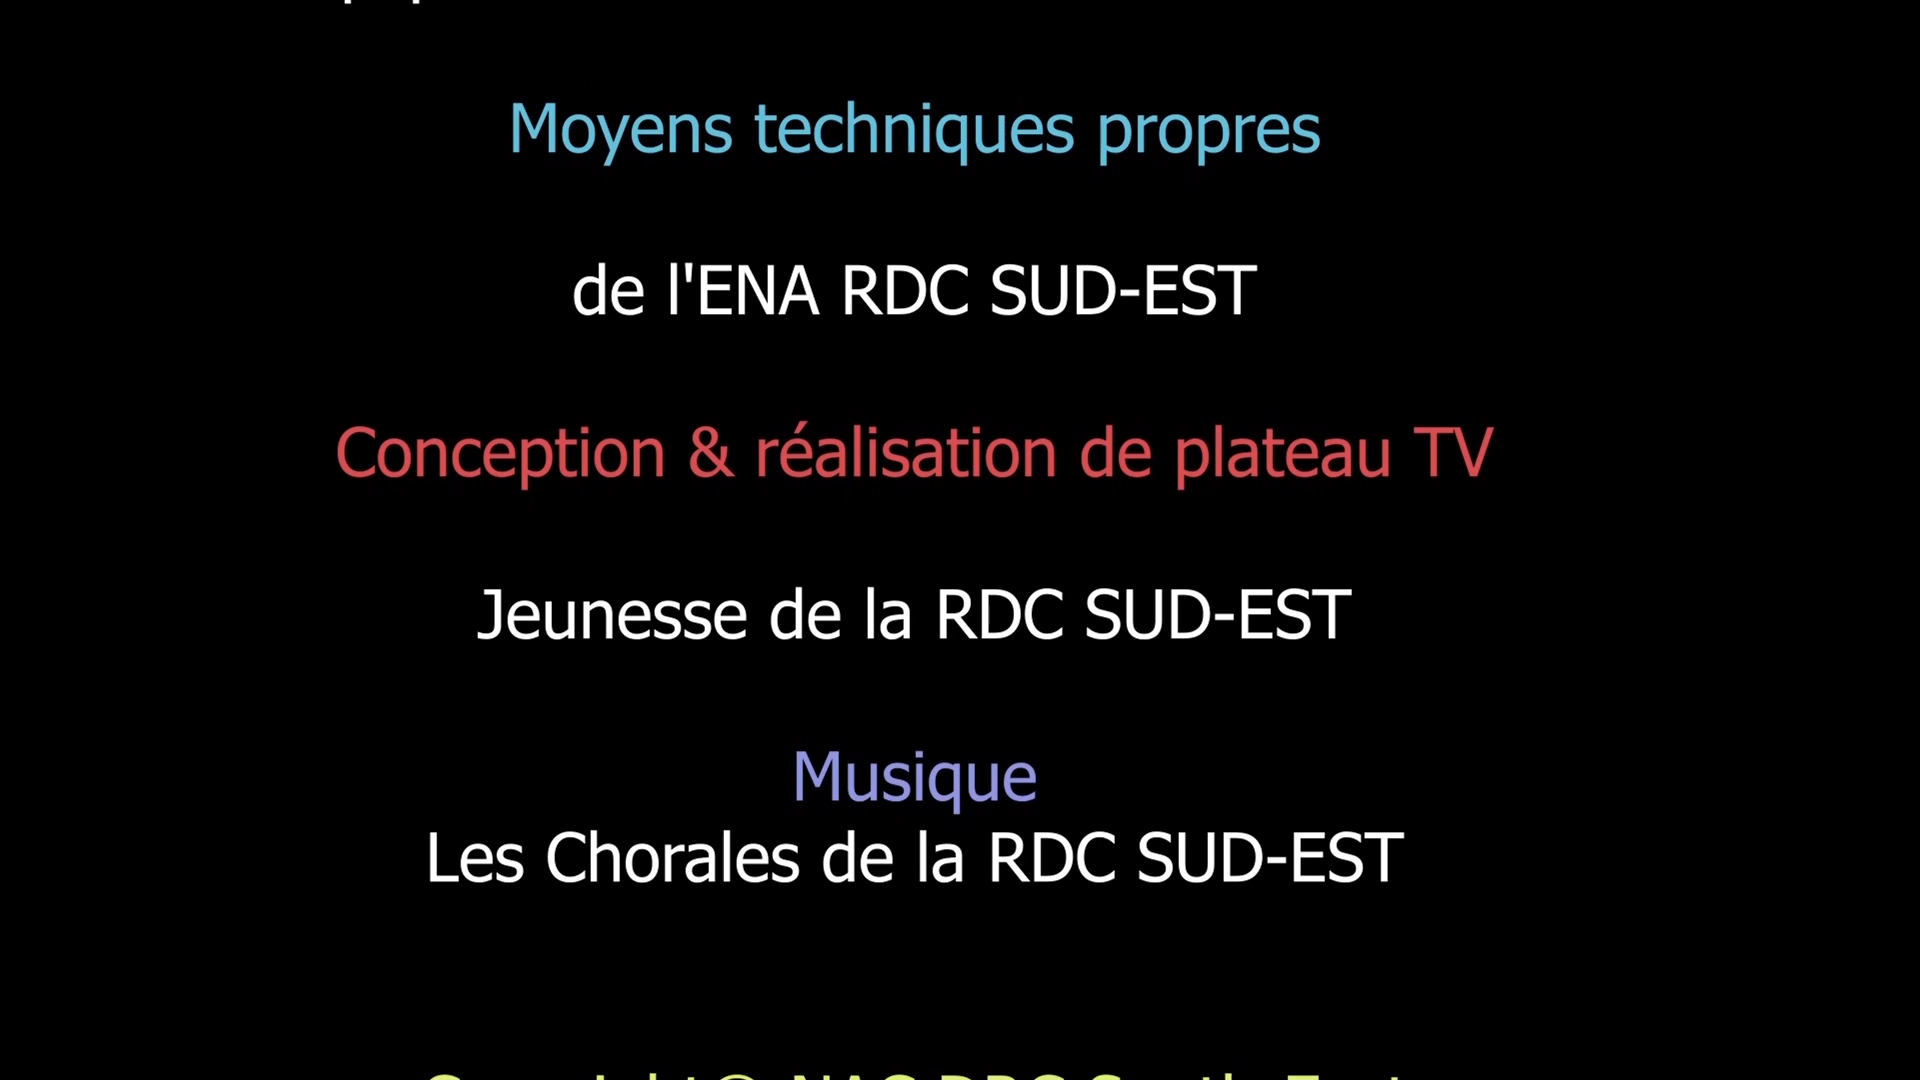 Moyens techniques propres
de l'ENA RDC SUD-EST
Conception & réalisation de plateau TV
Jeunesse de la RDC SUD-EST
Musique
Les Chorales de la RDC SUD-EST